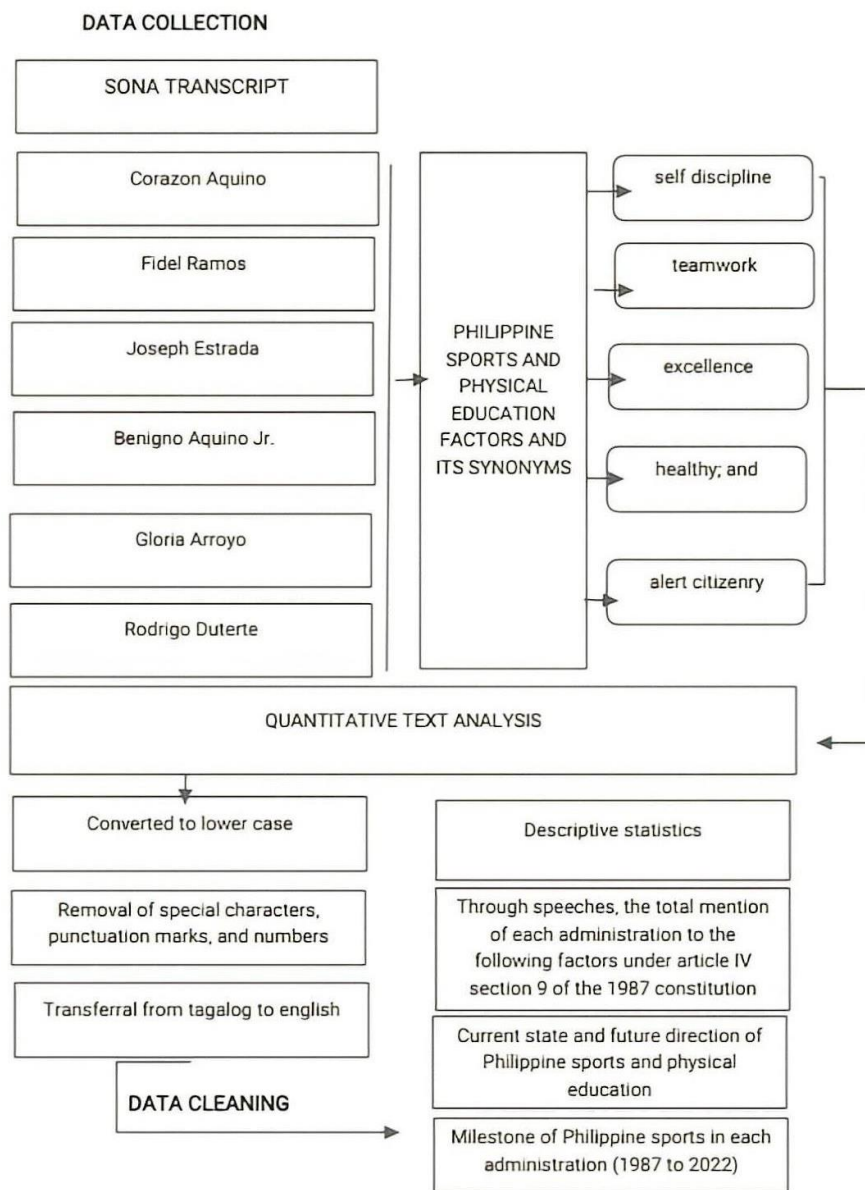 DATA COLLECTION
SONA TRANSCRIPT
Corazon Aquino
Fidel Ramos
Joseph Estrada
Benigno Aquino Jr.
Gloria Arroyo
Rodrigo Duterte
PHILIPPINE
SPORTS AND
PHYSICAL
EDUCATION
FACTORS AND
ITS SYNONYMS
self discipline
teamwork
excellence
healthy; and
alert citizenry
QUANTITATIVE TEXT ANALYSIS
Converted to lower case
Removal of special characters,
punctuation marks, and numbers
Transferral from tagalog to english
DATA CLEANING
Descriptive statistics
Through speeches, the total mention
of each administration to the
following factors under article IV
section 9 of the 1987 constitution
Current state and future direction of
Philippine sports and physical
education
Milestone of Philippine sports in each
administration (1987 to 2022)